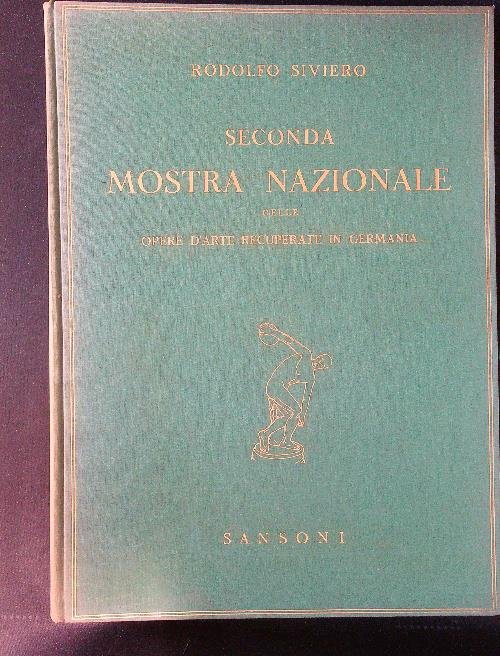 RODOLFO SIVIERO
SECONDA
MOSTRA NAZIONALE
DELLE
OPERE D'ARTE RECUPERATE IN GERMANIA
SANSONI